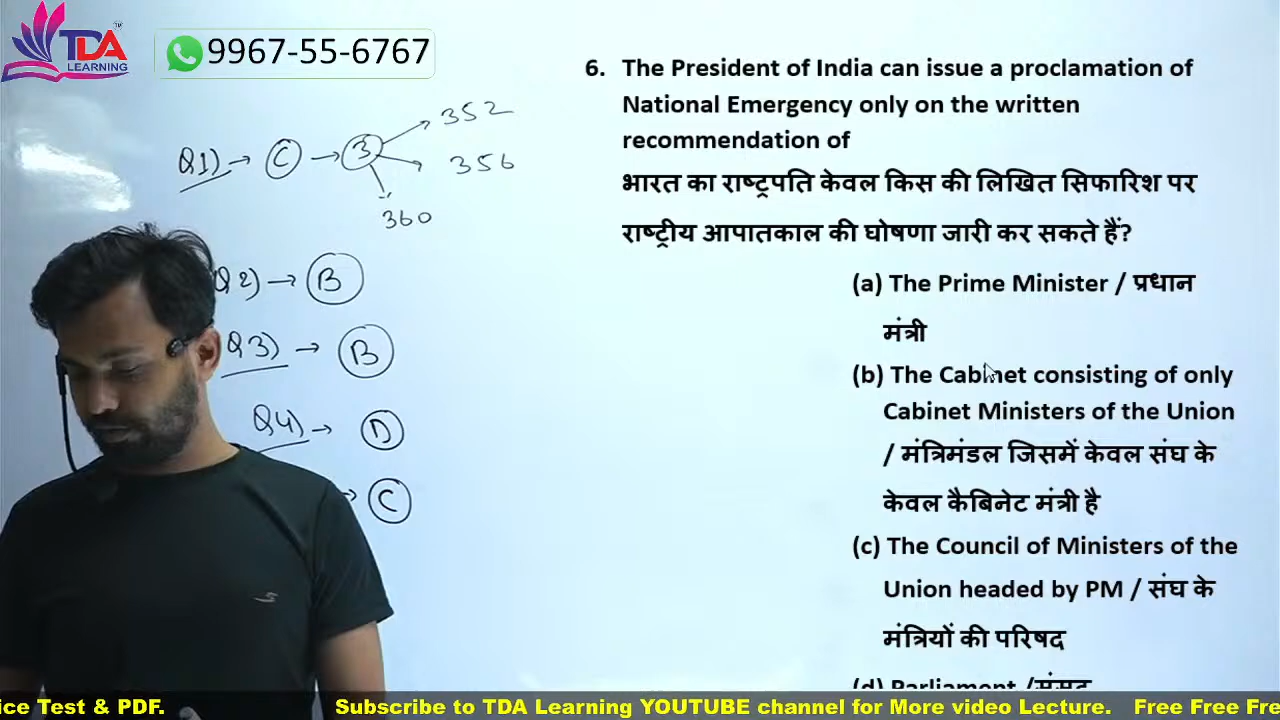 TDA
LEARNING
9967-55-6767
Q1) → C → 3 → 352
356
360
Q2) → B
Q3) → B
Q4) → D
→ C
6. The President of India can issue a proclamation of
National Emergency only on the written
recommendation of
भारत का राष्ट्रपति केवल किस की लिखित सिफारिश पर
राष्ट्रीय आपातकाल की घोषणा जारी कर सकते हैं?
(a) The Prime Minister / प्रधान
मंत्री
(b) The Cabinet consisting of only
Cabinet Ministers of the Union
/ मंत्रिमंडल जिसमें केवल संघ के
केवल कैबिनेट मंत्री है
(c) The Council of Ministers of the
Union headed by PM / संघ के
मंत्रियों की परिषद
(d) Parliament /संसद
ice Test & PDF. Subscribe to TDA Learning YOUTUBE channel for More video Lecture. Free Free Fre